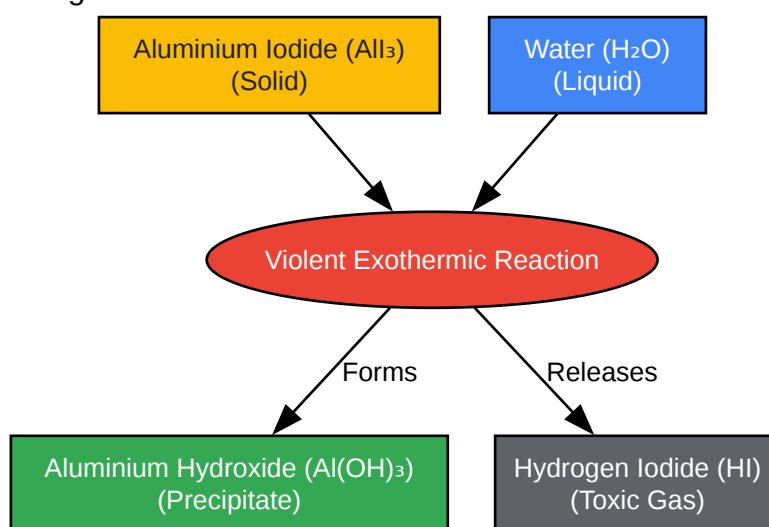 Aluminium Iodide (AlI₃)
(Solid)
Water (H₂O)
(Liquid)
Violent Exothermic Reaction
Forms
Releases
Aluminium Hydroxide (Al(OH)₃)
(Precipitate)
Hydrogen Iodide (HI)
(Toxic Gas)